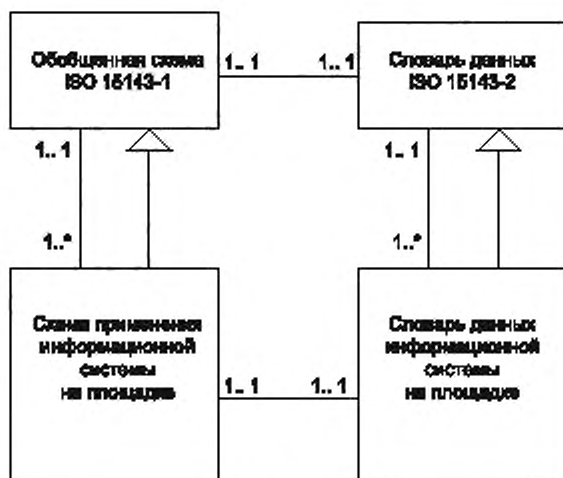 Обобщенная схема
ISO 15143-1
1..1
1..1
Словарь данных
ISO 15143-2
1..1
1..1
1..*
1..*
Схема применения
информационной
системы
на площадке
Словарь данных
информационной
системы
на площадке
1..1
1..1